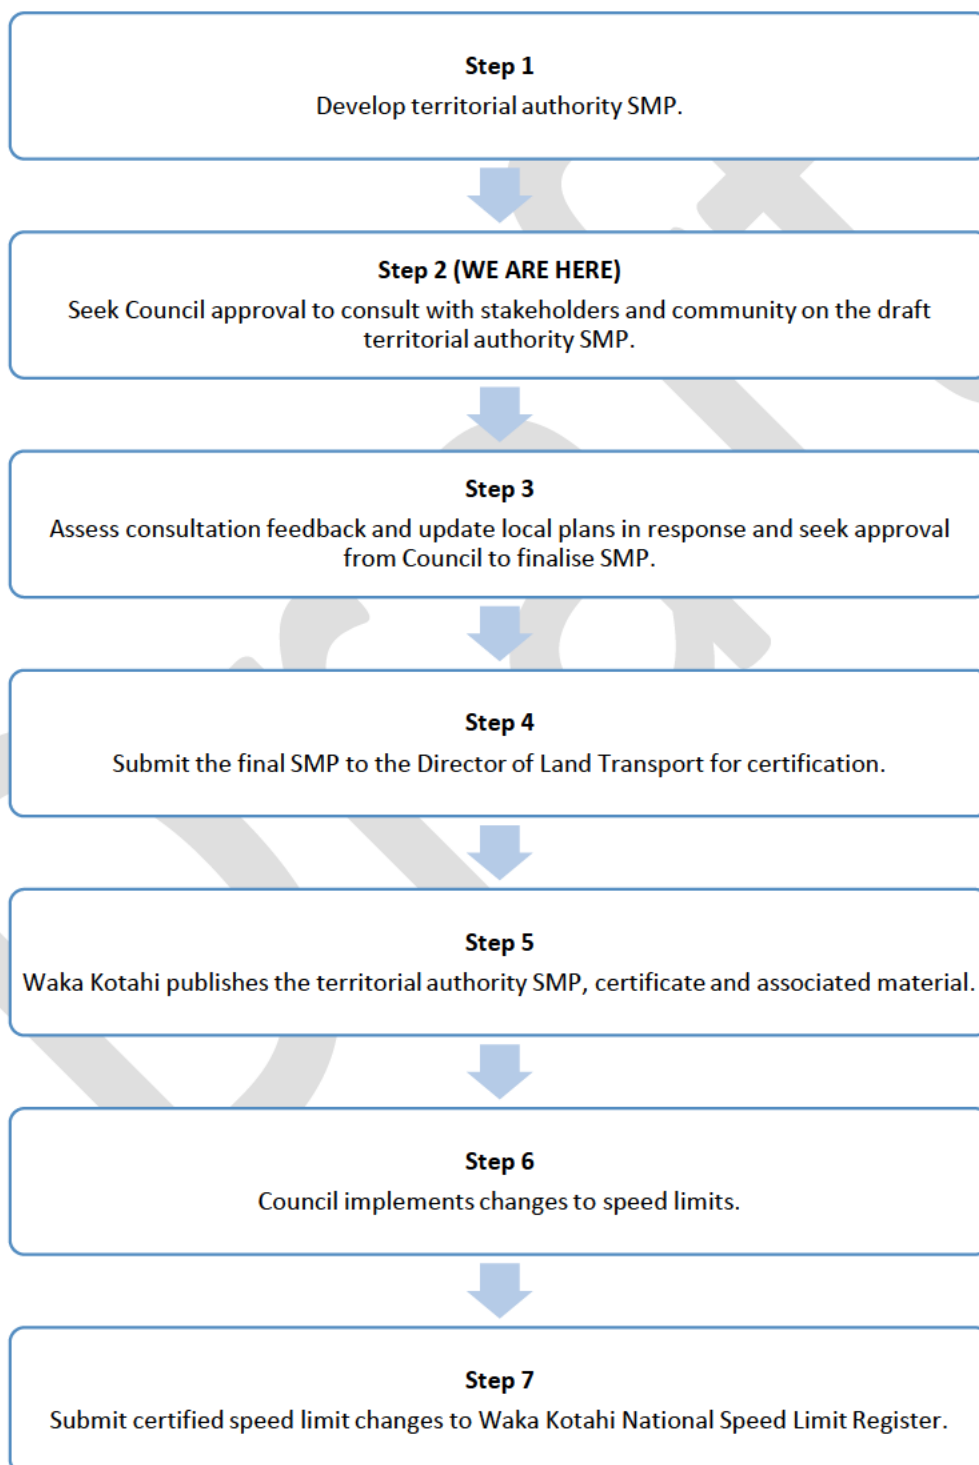 Step 1
Develop territorial authority SMP.
Step 2 (WE ARE HERE)
Seek Council approval to consult with stakeholders and community on the draft
territorial authority SMP.
Step 3
Assess consultation feedback and update local plans in response and seek approval
from Council to finalise SMP.
Step 4
Submit the final SMP to the Director of Land Transport for certification.
Step 5
Waka Kotahi publishes the territorial authority SMP, certificate and associated material.
Step 6
Council implements changes to speed limits.
Step 7
Submit certified speed limit changes to Waka Kotahi National Speed Limit Register.
Draft